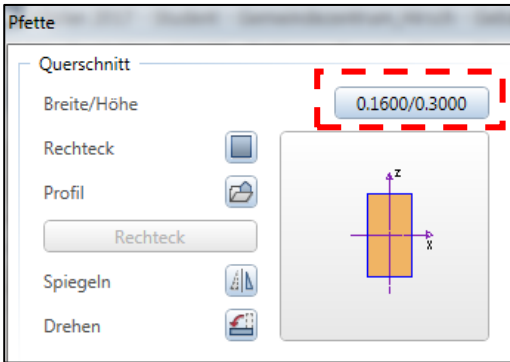 Pfette
Querschnitt
Breite/Höhe 0.1600/0.3000
Rechteck
Profil
Rechteck
Spiegeln
Drehen
z
x